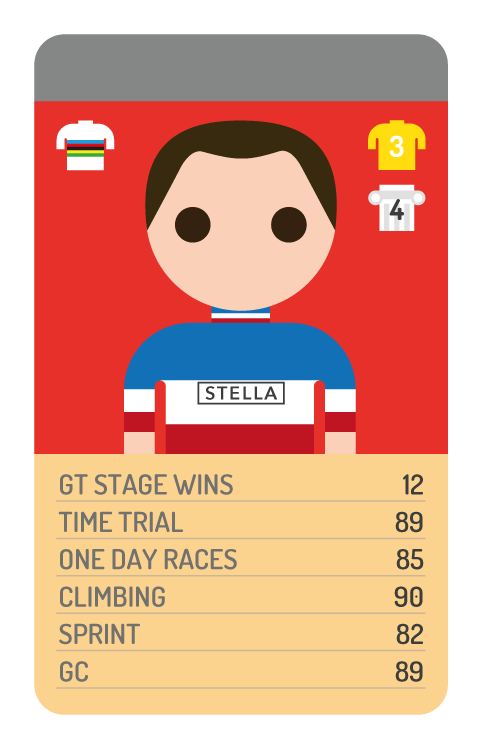 3
4
STELLA
GT STAGE WINS 12
TIME TRIAL 89
ONE DAY RACES 85
CLIMBING 90
SPRINT 82
GC 89